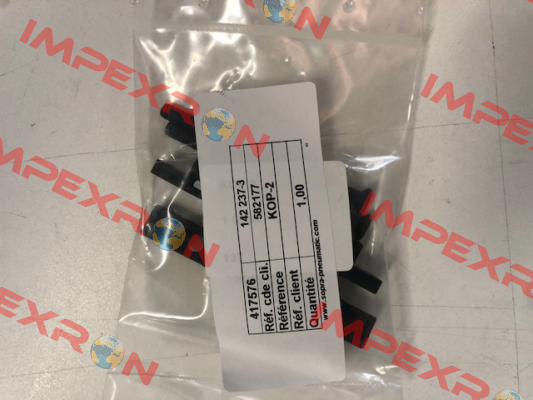 417576 142 237-3
Réf. cde cli. 582177
Réference KOP-2
Réf. client
Quantité 1,00
www.sopra-pneumatic.com
IMPEXRON
IMPEXRON
IMPEXRON
IMPEXRON
IMPEXRON